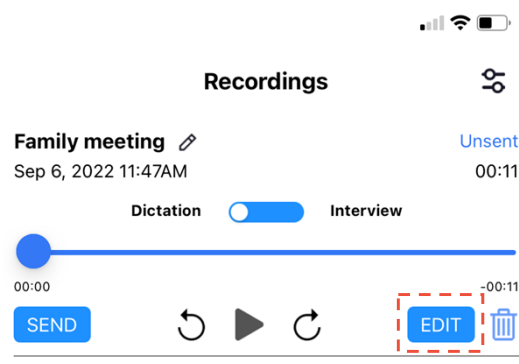 Recordings
Family meeting
Unsent
Sep 6, 2022 11:47AM
00:11
Dictation
Interview
00:00
-00:11
SEND
EDIT